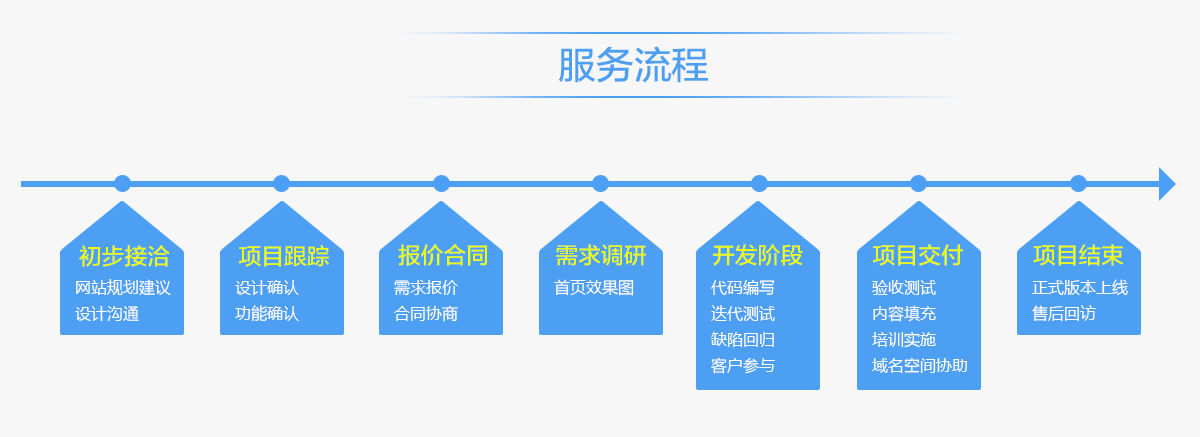 服务流程
初步接洽
网站规划建议
设计沟通
项目跟踪
设计确认
功能确认
报价合同
需求报价
合同协商
需求调研
首页效果图
开发阶段
代码编写
迭代测试
缺陷回归
客户参与
项目交付
验收测试
内容填充
培训实施
域名空间协助
项目结束
正式版本上线
售后回访